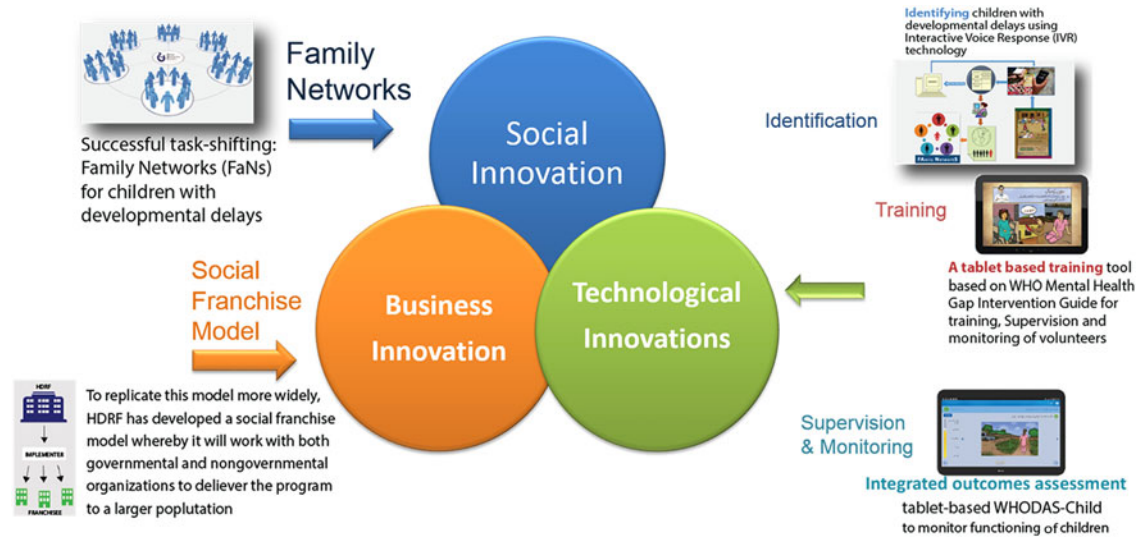 Family
Networks
Successful task-shifting:
Family Networks (FaNs)
for children with
developmental delays
Social
Innovation
Identifying children with
developmental delays using
Interactive Voice Response (IVR)
technology
Identification
Training
A tablet based training tool
based on WHO Mental Health
Gap Intervention Guide for
training, Supervision and
monitoring of volunteers
Social
Franchise
Model
Business
Innovation
Technological
Innovations
HDRF
IMPLEMENTER
FRANCHISEE
To replicate this model more widely,
HDRF has developed a social franchise
model whereby it will work with both
governmental and nongovernmental
organizations to deliever the program
to a larger poplutation
Supervision
& Monitoring
Integrated outcomes assessment
tablet-based WHODAS-Child
to monitor functioning of children